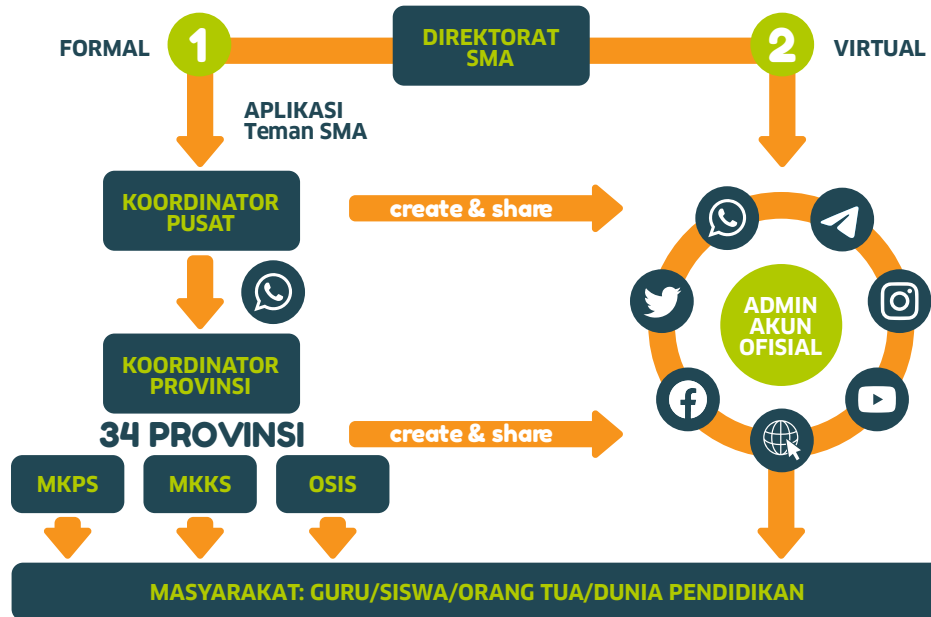 FORMAL
1
DIREKTORAT
SMA
2
VIRTUAL
APLIKASI
Teman SMA
KOORDINATOR
PUSAT
create & share
ADMIN
AKUN
OFISIAL
KOORDINATOR
PROVINSI
34 PROVINSI
create & share
MKPS
MKKS
OSIS
MASYARAKAT: GURU/SISWA/ORANG TUA/DUNIA PENDIDIKAN